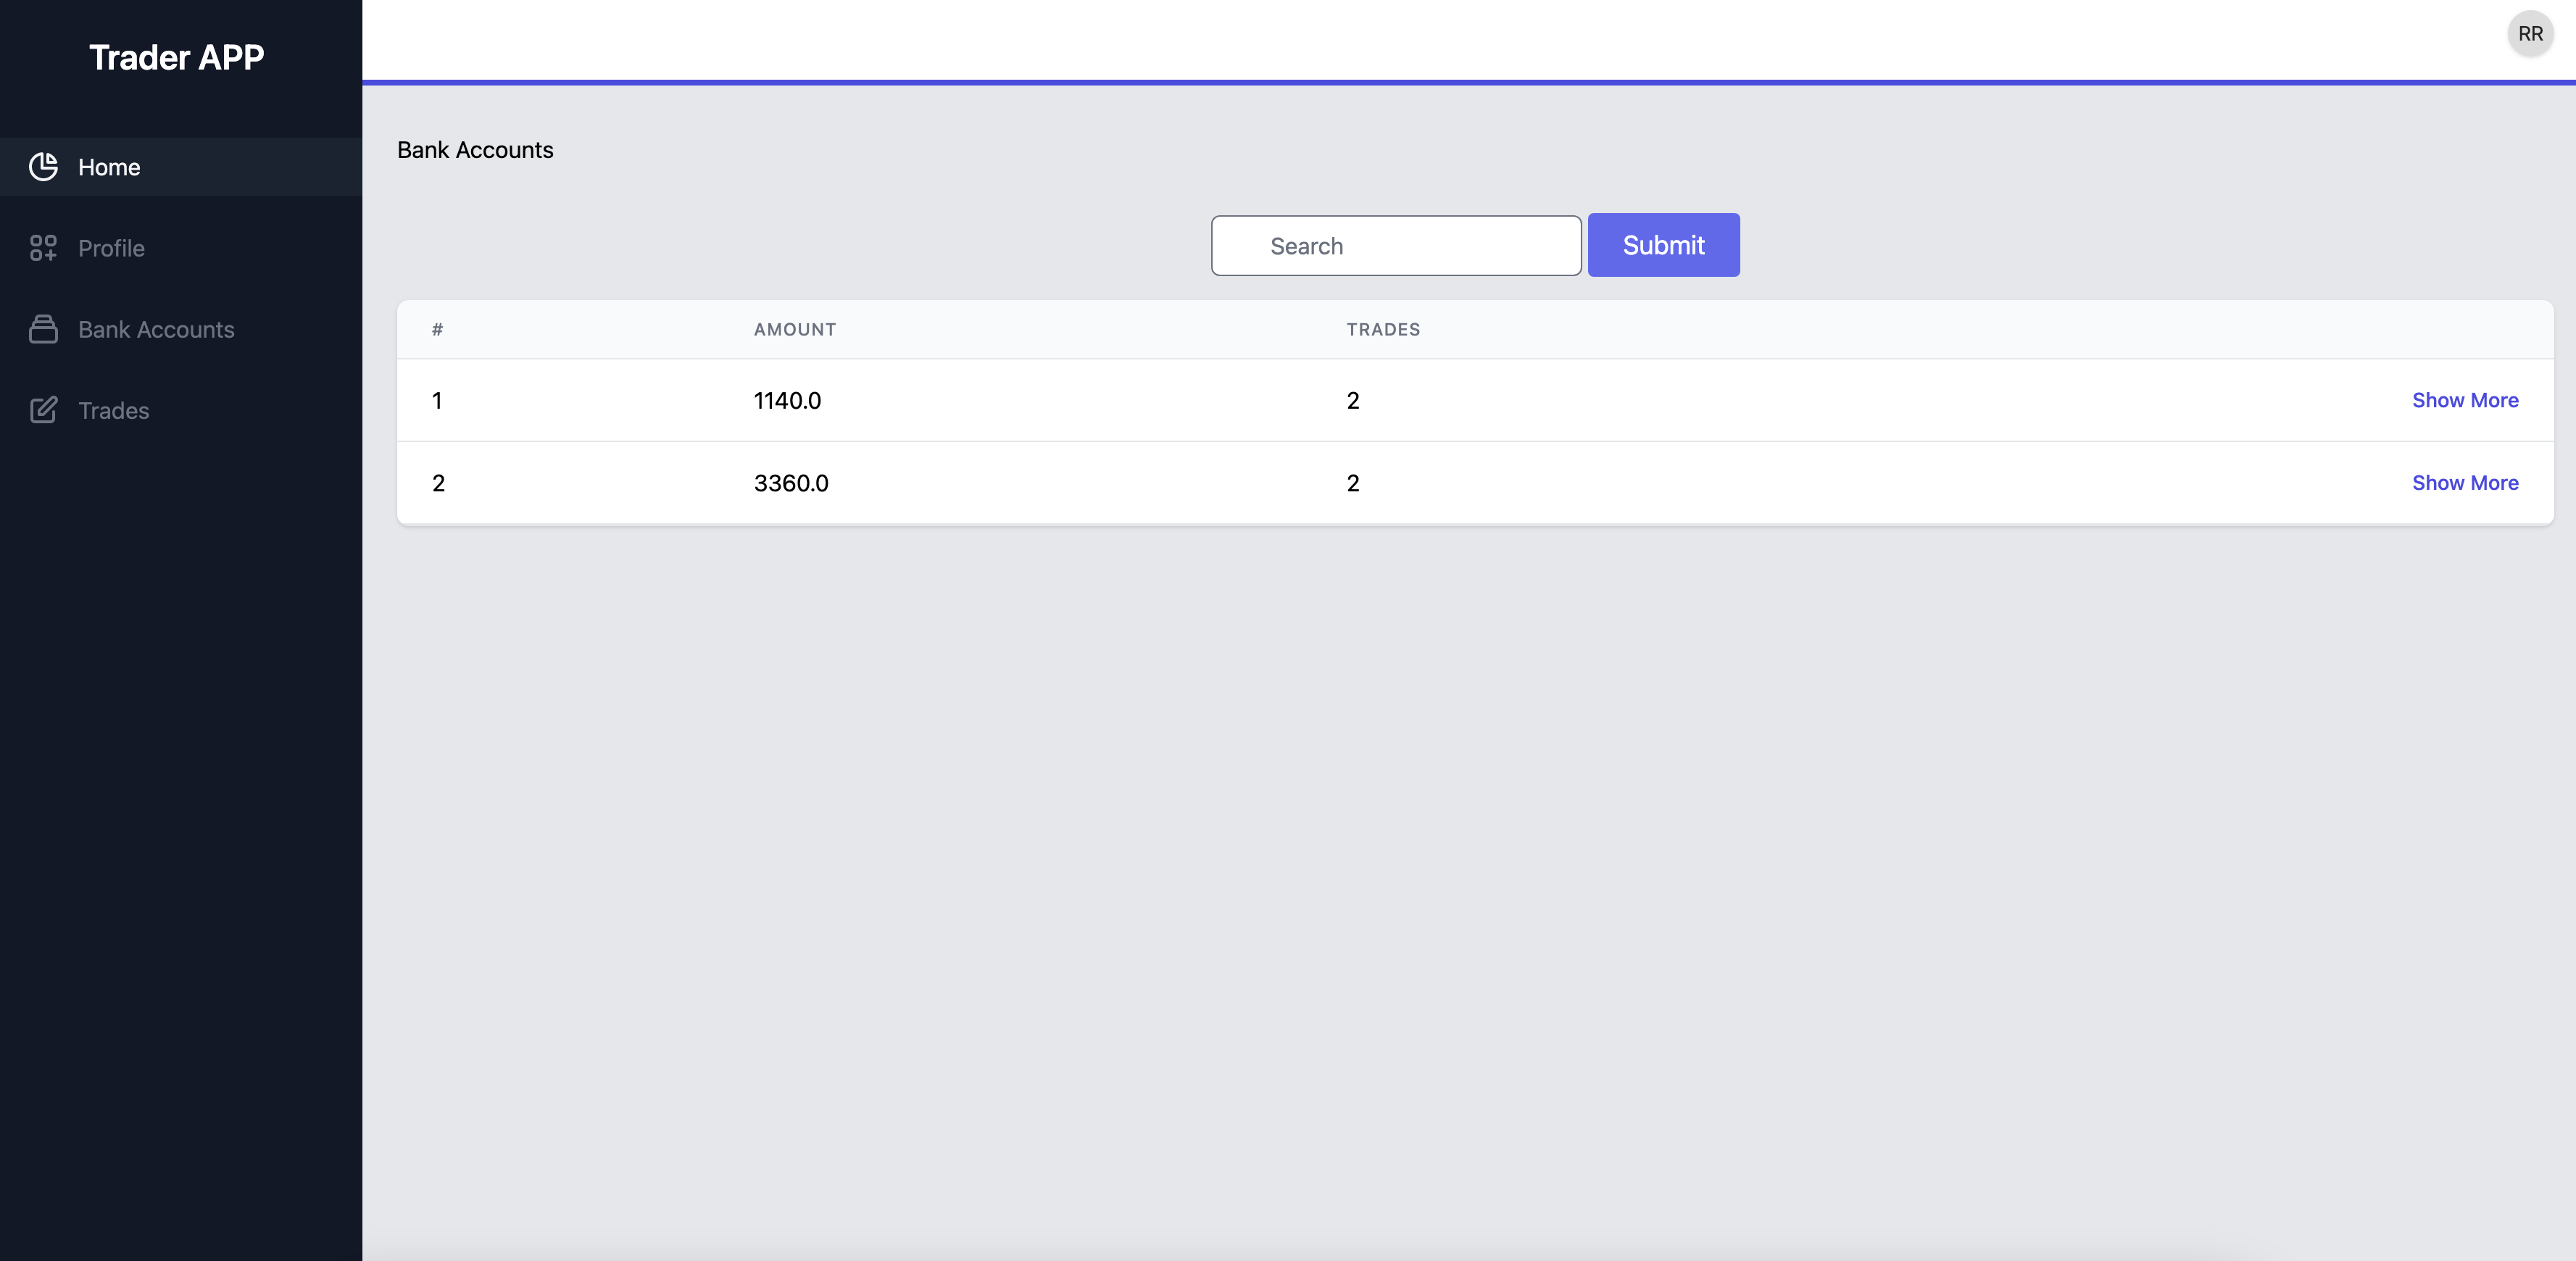 Trader APP
RR
Home
Profile
Bank Accounts
Trades
Bank Accounts
Search
Submit
# AMOUNT TRADES
1 1140.0 2 Show More
2 3360.0 2 Show More